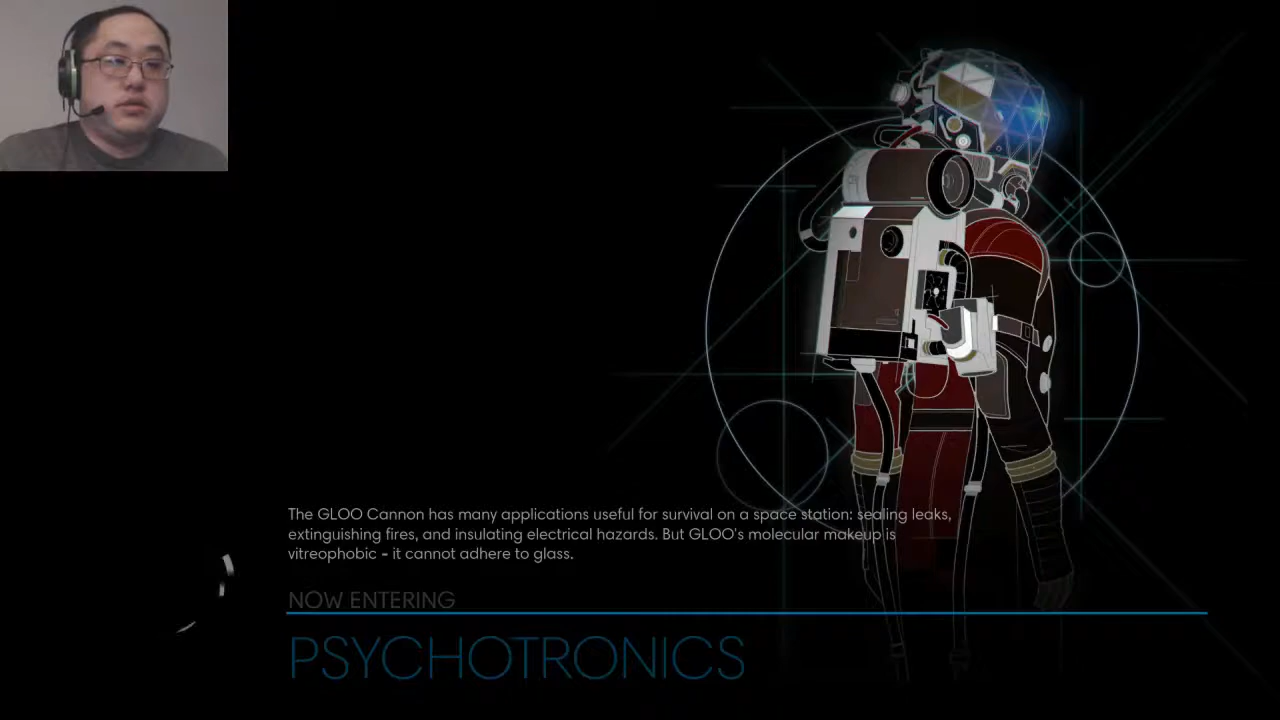 The GLOO Cannon has many applications useful for survival on a space station: sealing leaks,
extinguishing fires, and insulating electrical hazards. But GLOO's molecular makeup is
vitreophobic - it cannot adhere to glass.
NOW ENTERING
PSYCHOTRONICS